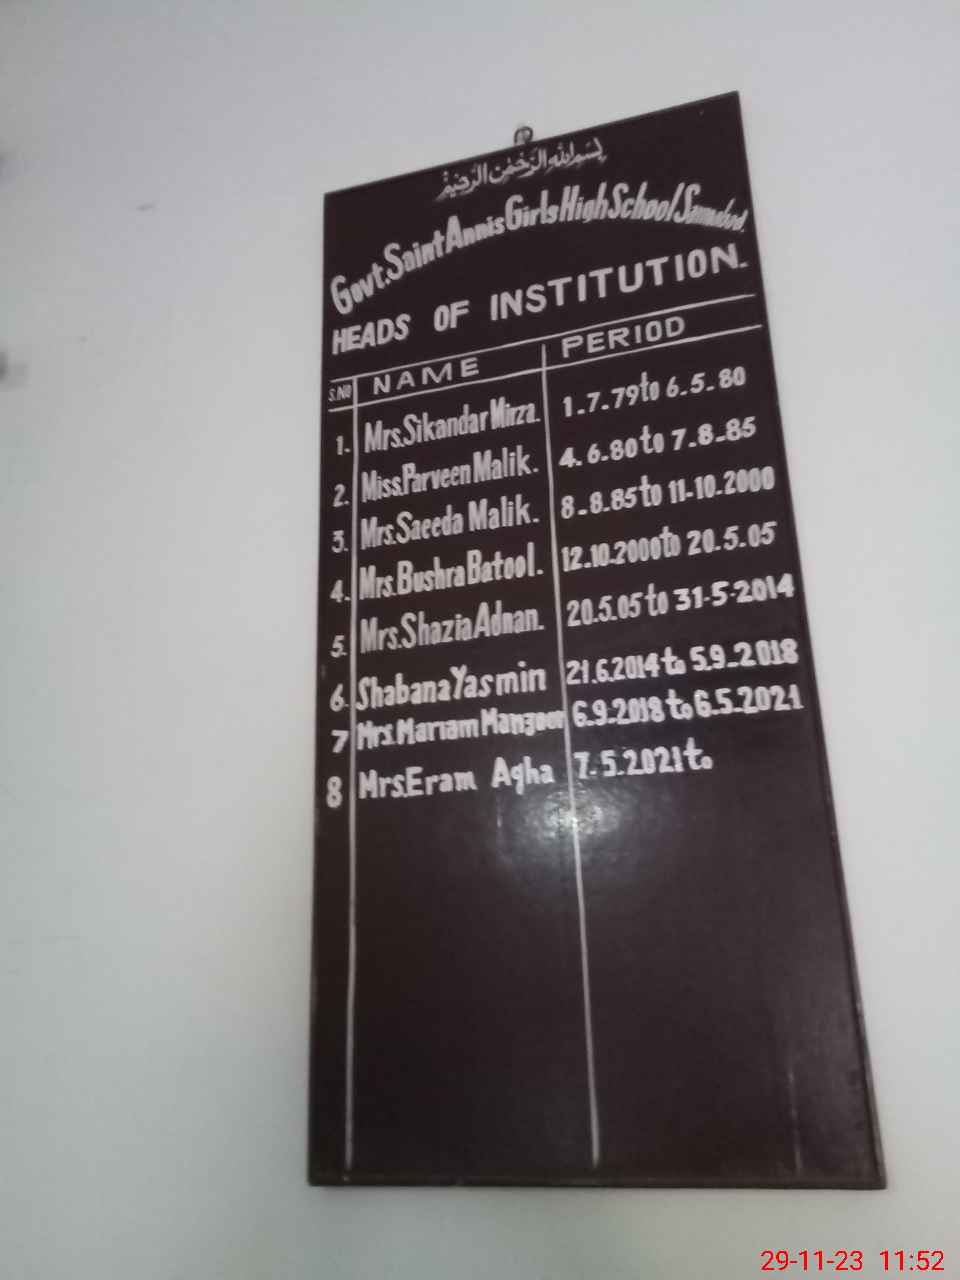 بسم الله الرحمن الرحيم
Govt. Saint Annis Girls High School Samnabad.
HEADS OF INSTITUTION.
S.NO NAME PERIOD
1. Mrs. Sikandar Mirza. 1-7-79 to 6-5-80
2. Miss. Parveen Malik. 4.6-80 to 7-8-85
3. Mrs. Saeeda Malik. 8-8.85 to 11-10-2000
4. Mrs. Bushra Batool. 12.10.2000 to 20.5.05
5. Mrs. Shazia Adnan. 20.5.05 to 31-5-2014
6. Shabana Yasmin 21.6.2014 to 5.9-2018
7 Mrs. Mariam Manzoor 6.9-2018 to 6.5-2021
8 Mrs. Eram Agha 7-5-2021 to
29-11-23 11:52